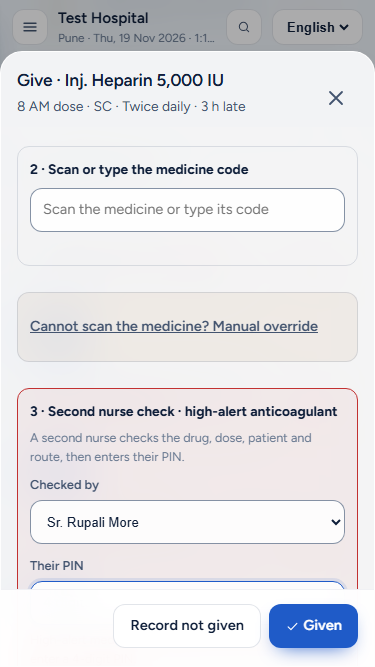 Test Hospital
Pune · Thu, 19 Nov 2026 · 1:1...
English
Give · Inj. Heparin 5,000 IU
8 AM dose · SC · Twice daily · 3 h late
2 · Scan or type the medicine code
Scan the medicine or type its code
Cannot scan the medicine? Manual override
3 · Second nurse check · high-alert anticoagulant
A second nurse checks the drug, dose, patient and
route, then enters their PIN.
Checked by
Sr. Rupali More
Their PIN
Record not given
Given